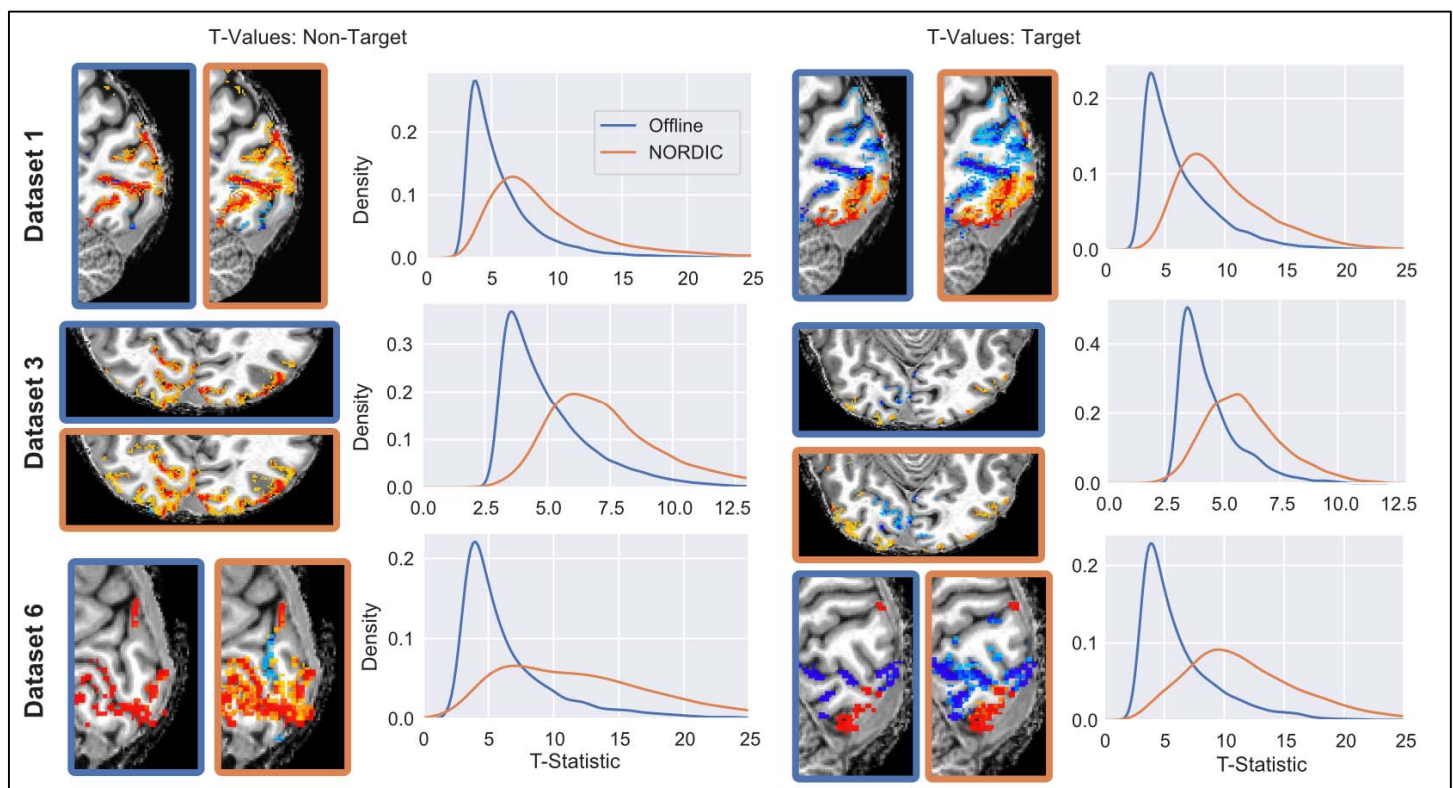 T-Values: Non-Target
T-Values: Target
Dataset 1
Density
0.2
0.1
0.0
0 5 10 15 20 25
Offline
NORDIC
0.2
0.1
0.0
0 5 10 15 20 25
Dataset 3
Density
0.3
0.2
0.1
0.0
0.0 2.5 5.0 7.5 10.0 12.5
0.4
0.2
0.0
0.0 2.5 5.0 7.5 10.0 12.5
Dataset 6
Density
0.2
0.1
0.0
0 5 10 15 20 25
T-Statistic
0.2
0.1
0.0
0 5 10 15 20 25
T-Statistic